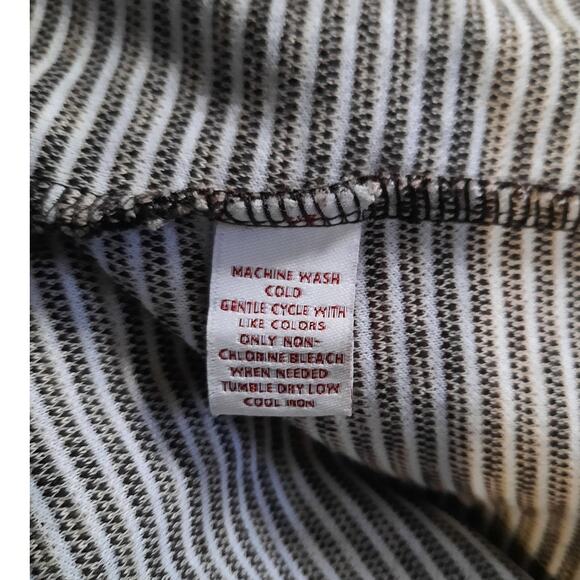 MACHINE WASH
COLD
GENTLE CYCLE WITH
LIKE COLORS
ONLY NON-
CHLORINE BLEACH
WHEN NEEDED
TUMBLE DRY LOW
COOL IRON